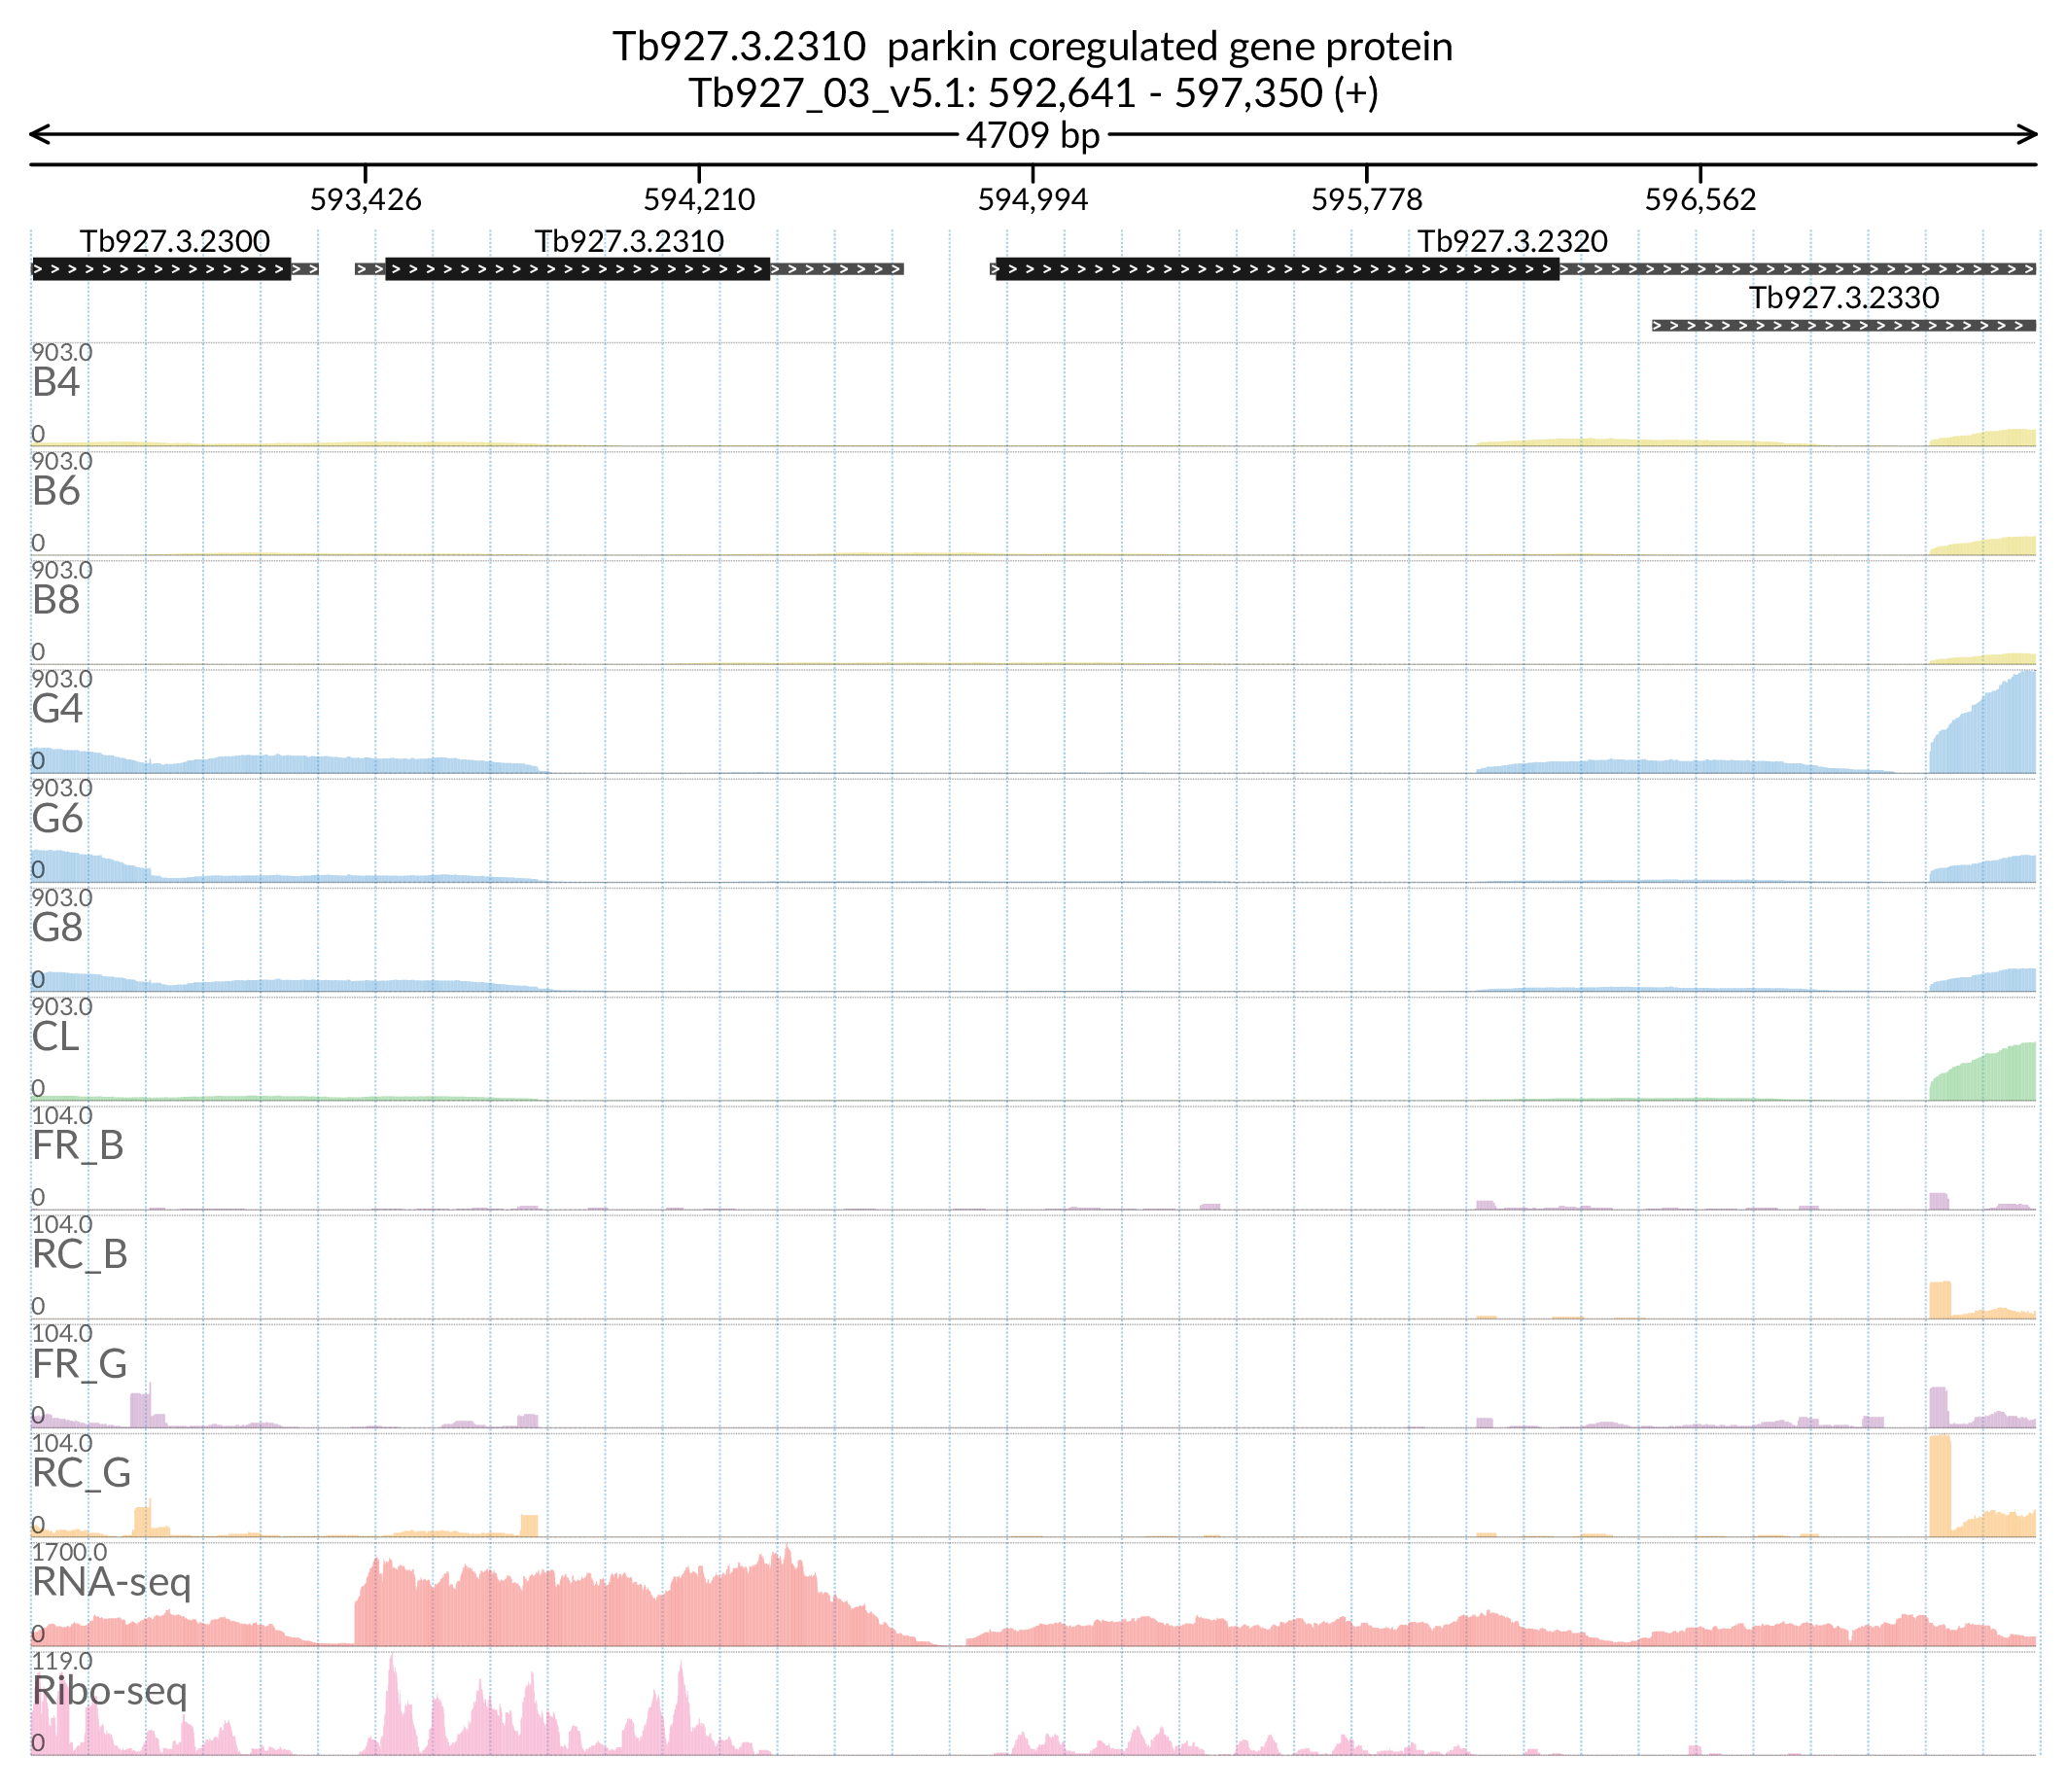 Tb927.3.2310 parkin coregulated gene protein
Tb927_03_v5.1: 592,641 - 597,350 (+)
4709 bp
593,426 594,210 594,994 595,778 596,562
Tb927.3.2300 Tb927.3.2310 Tb927.3.2320
Tb927.3.2330
903.0
B4
0
903.0
B6
0
903.0
B8
0
903.0
G4
0
903.0
G6
0
903.0
G8
0
903.0
CL
0
104.0
FR_B
0
104.0
RC_B
0
104.0
FR_G
0
104.0
RC_G
0
1700.0
RNA-seq
0
119.0
Ribo-seq
0